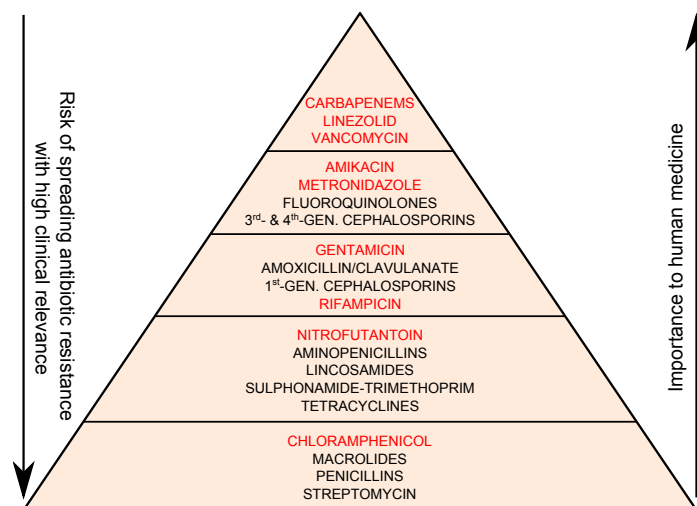 Risk of spreading antibiotic resistance
with high clinical relevance
CARBAPENEMS
LINEZOLID
VANCOMYCIN
AMIKACIN
METRONIDAZOLE
FLUOROQUINOLONES
3rd- & 4th-GEN. CEPHALOSPORINS
GENTAMICIN
AMOXICILLIN/CLAVULANATE
1st-GEN. CEPHALOSPORINS
RIFAMPICIN
NITROFUTANTOIN
AMINOPENICILLINS
LINCOSAMIDES
SULPHONAMIDE-TRIMETHOPRIM
TETRACYCLINES
CHLORAMPHENICOL
MACROLIDES
PENICILLINS
STREPTOMYCIN
Importance to human medicine